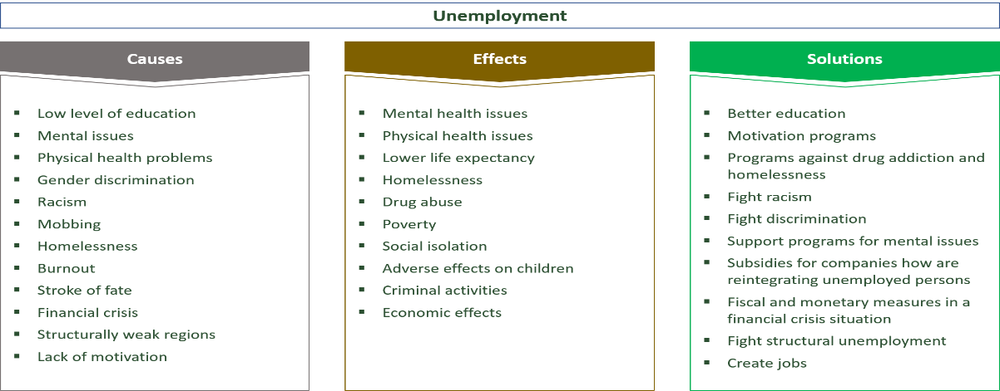 Unemployment
Causes
Low level of education
Mental issues
Physical health problems
Gender discrimination
Racism
Mobbing
Homelessness
Burnout
Stroke of fate
Financial crisis
Structurally weak regions
Lack of motivation
Effects
Mental health issues
Physical health issues
Lower life expectancy
Homelessness
Drug abuse
Poverty
Social isolation
Adverse effects on children
Criminal activities
Economic effects
Solutions
Better education
Motivation programs
Programs against drug addiction and
homelessness
Fight racism
Fight discrimination
Support programs for mental issues
Subsidies for companies how are
reintegrating unemployed persons
Fiscal and monetary measures in a
financial crisis situation
Fight structural unemployment
Create jobs